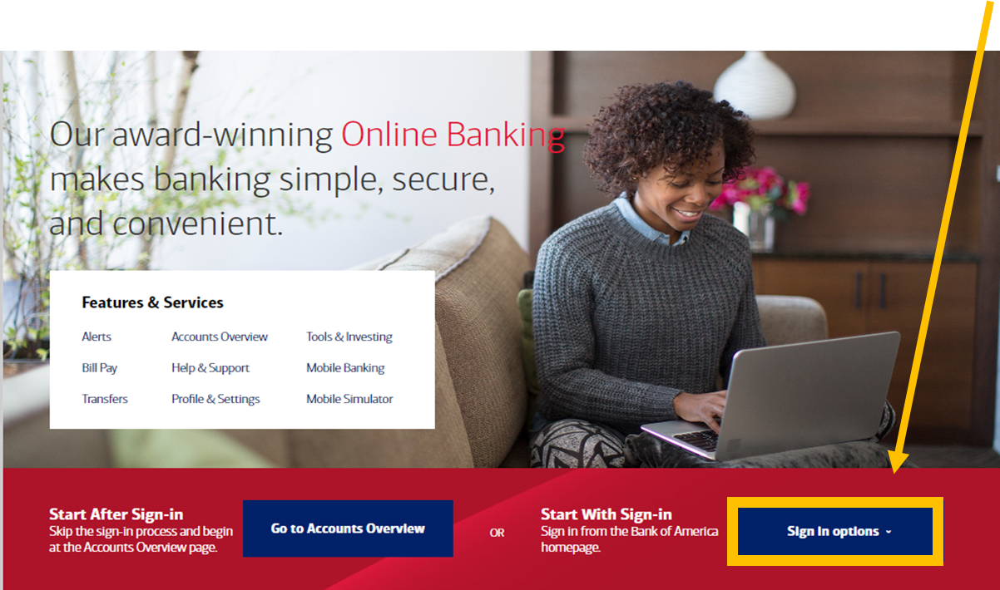 Our award-winning Online Banking
makes banking simple, secure,
and convenient.
Features & Services
Alerts Accounts Overview Tools & Investing
Bill Pay Help & Support Mobile Banking
Transfers Profile & Settings Mobile Simulator
Start After Sign-in
Skip the sign-in process and begin
at the Accounts Overview page.
Go to Accounts Overview
OR
Start With Sign-in
Sign in from the Bank of America
homepage.
Sign in options